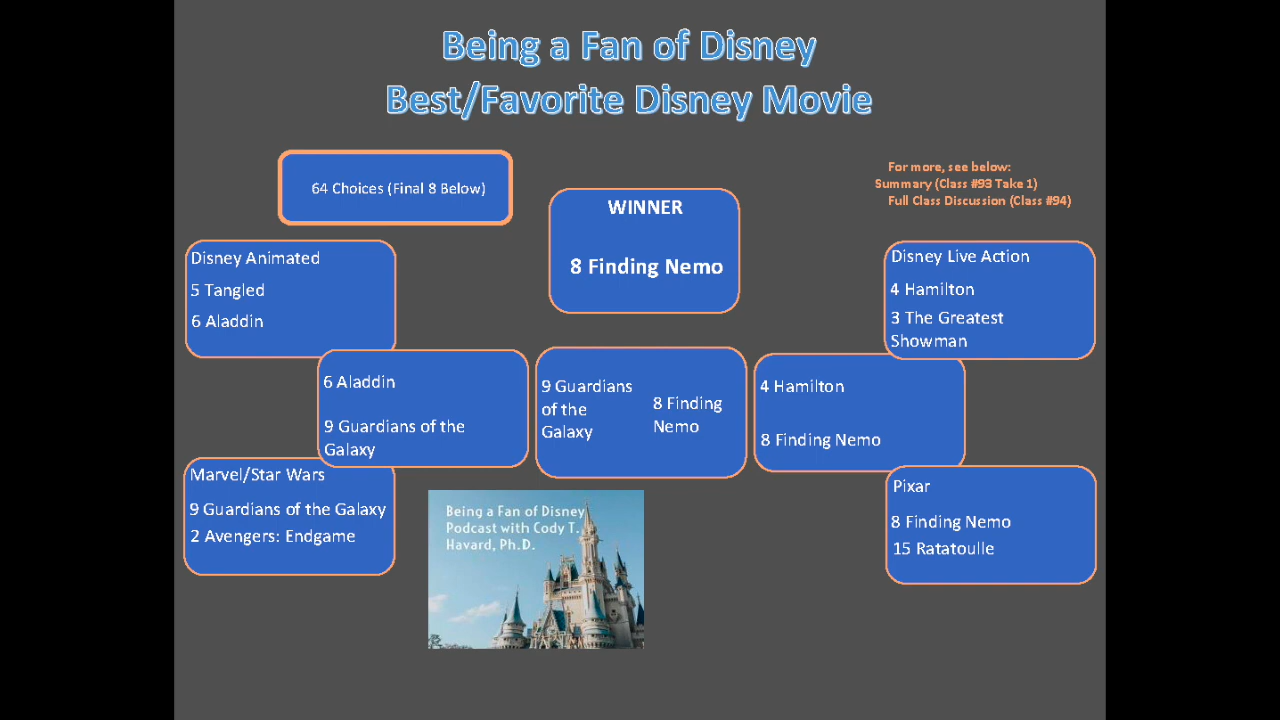 Being a Fan of Disney
Best/Favorite Disney Movie
64 Choices (Final 8 Below)
For more, see below:
Summary (Class #93 Take 1)
Full Class Discussion (Class #94)
WINNER
8 Finding Nemo
Disney Animated
5 Tangled
6 Aladdin
Disney Live Action
4 Hamilton
3 The Greatest
Showman
6 Aladdin
9 Guardians of the
Galaxy
9 Guardians
of the
Galaxy
8 Finding
Nemo
4 Hamilton
8 Finding Nemo
Marvel/Star Wars
9 Guardians of the Galaxy
2 Avengers: Endgame
Pixar
8 Finding Nemo
15 Ratatoulle
Being a Fan of Disney
Podcast with Cody T.
Havard, Ph.D.